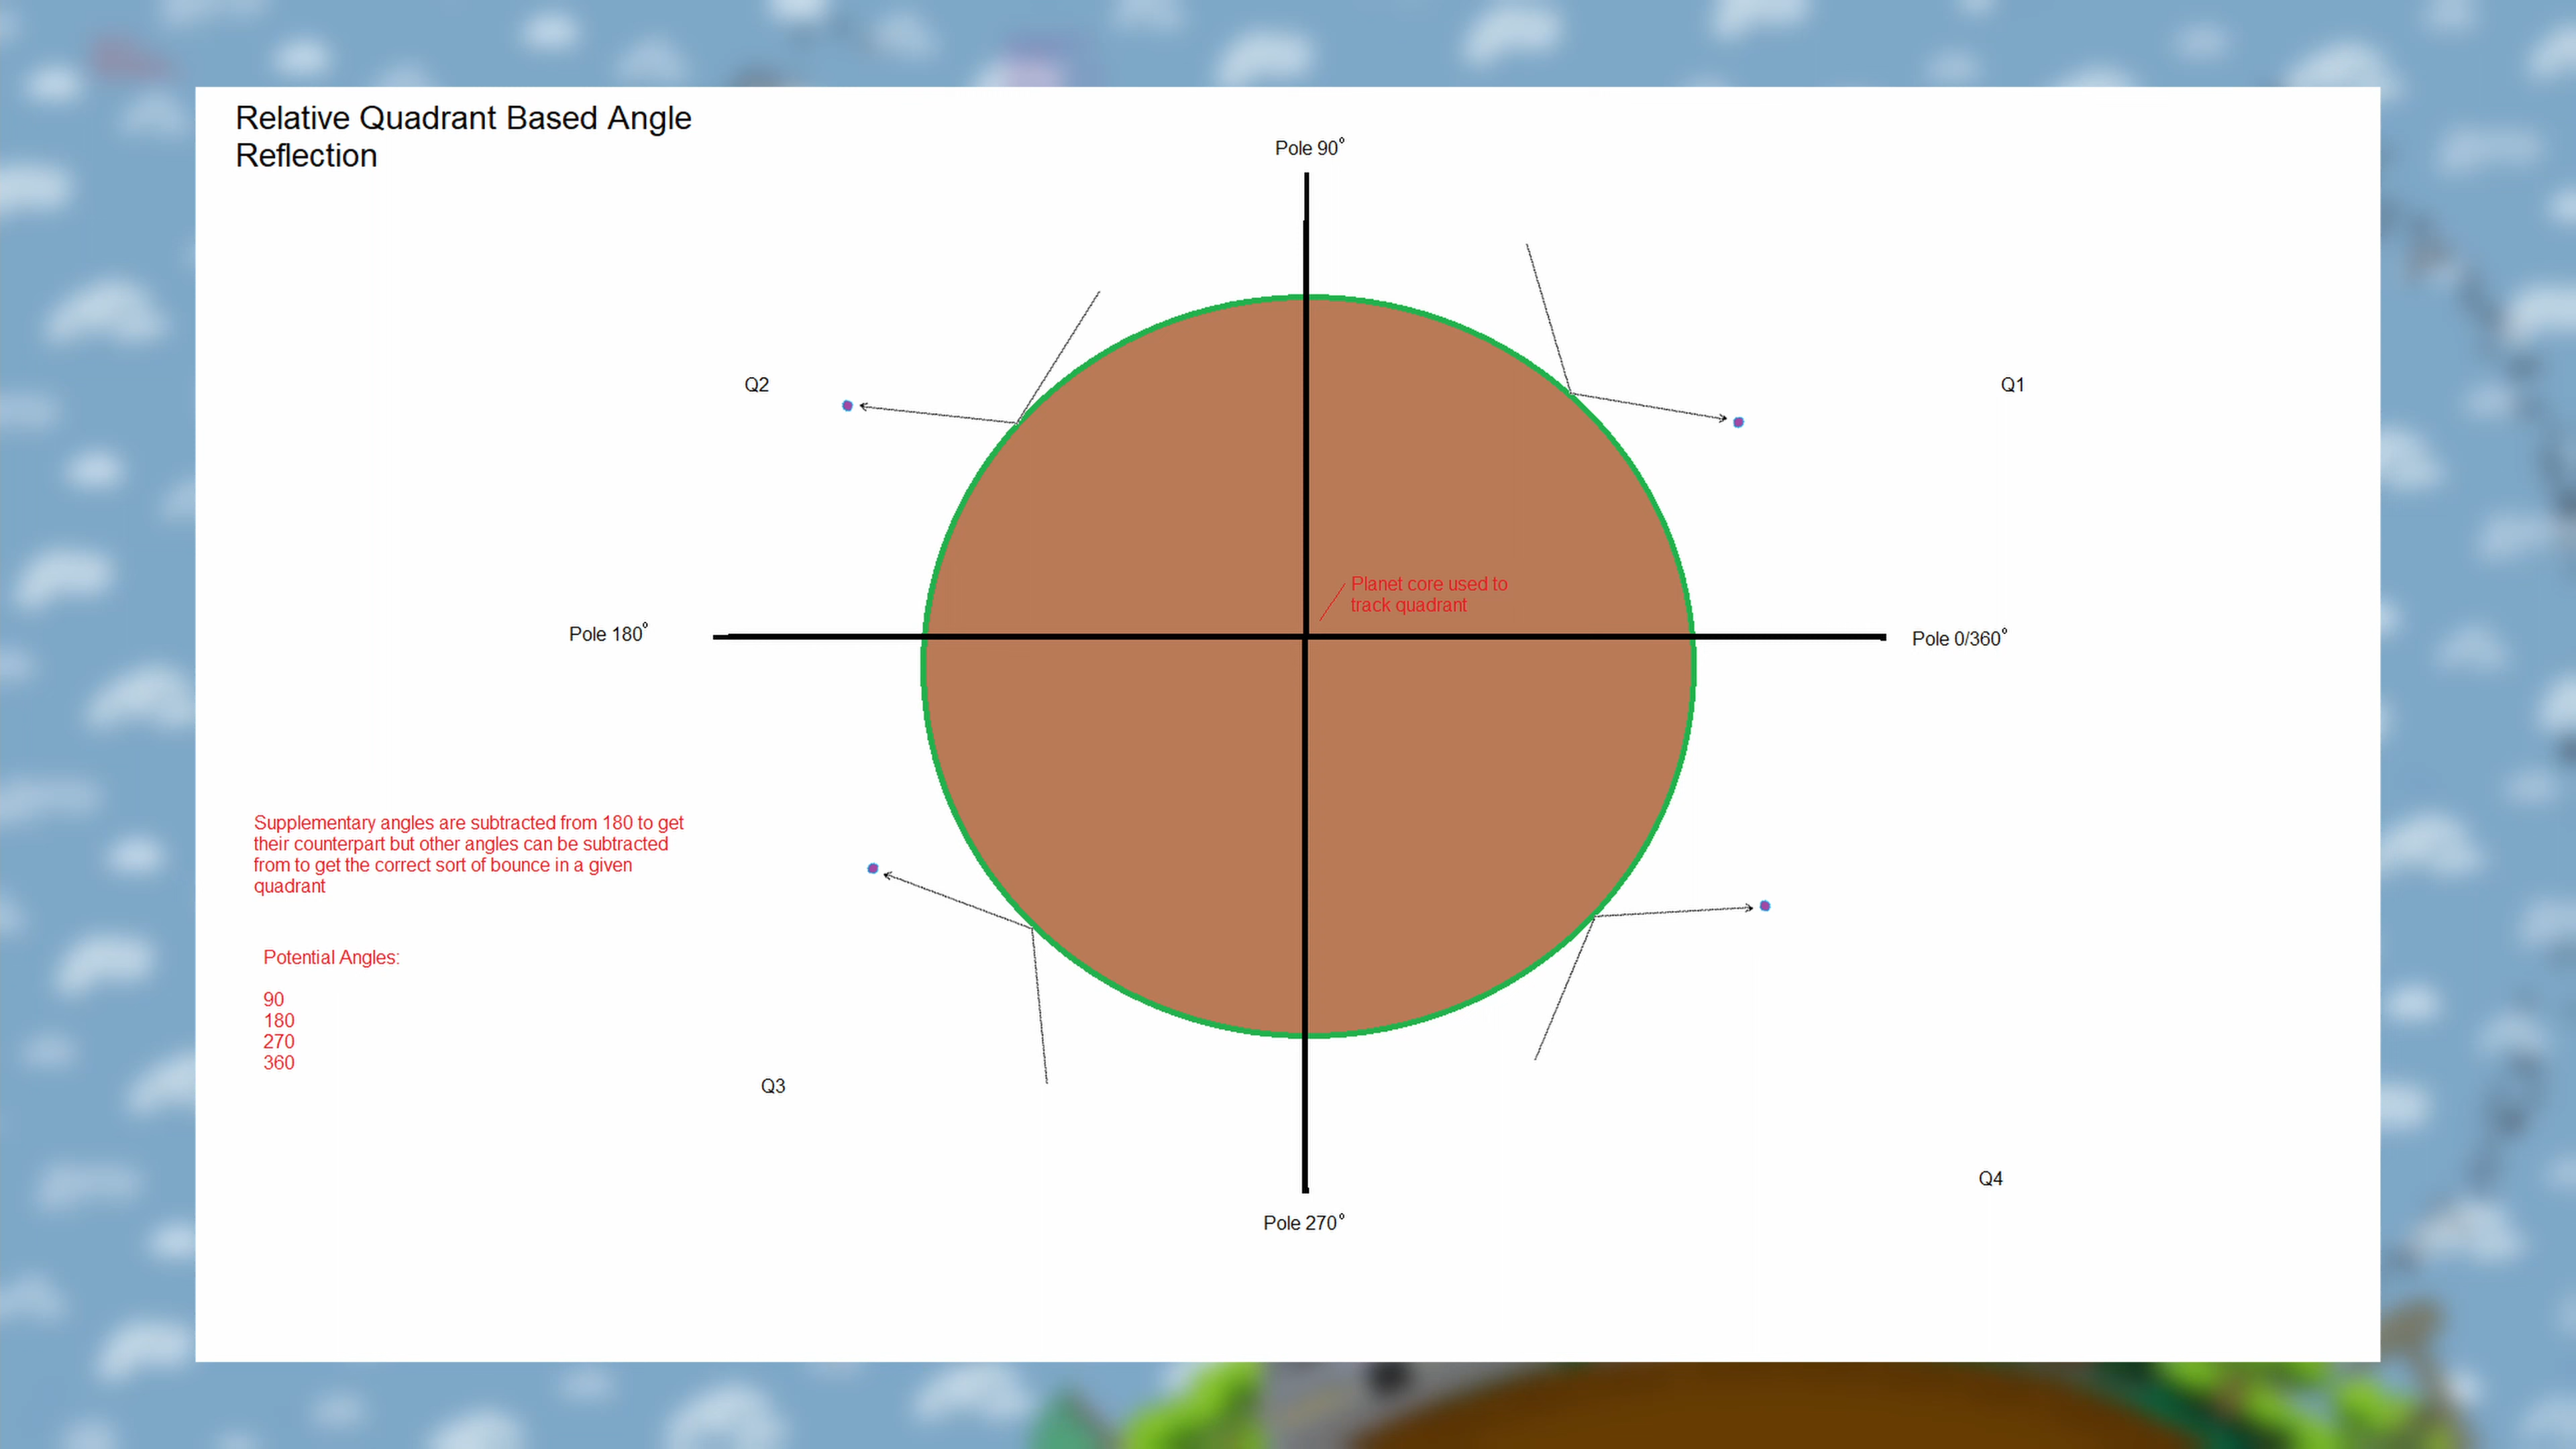 Relative Quadrant Based Angle
Reflection
Pole 90°
Q2
Q1
Planet core used to
track quadrant
Pole 180°
Pole 0/360°
Supplementary angles are subtracted from 180 to get
their counterpart but other angles can be subtracted
from to get the correct sort of bounce in a given
quadrant
Potential Angles:
90
180
270
360
Q3
Q4
Pole 270°